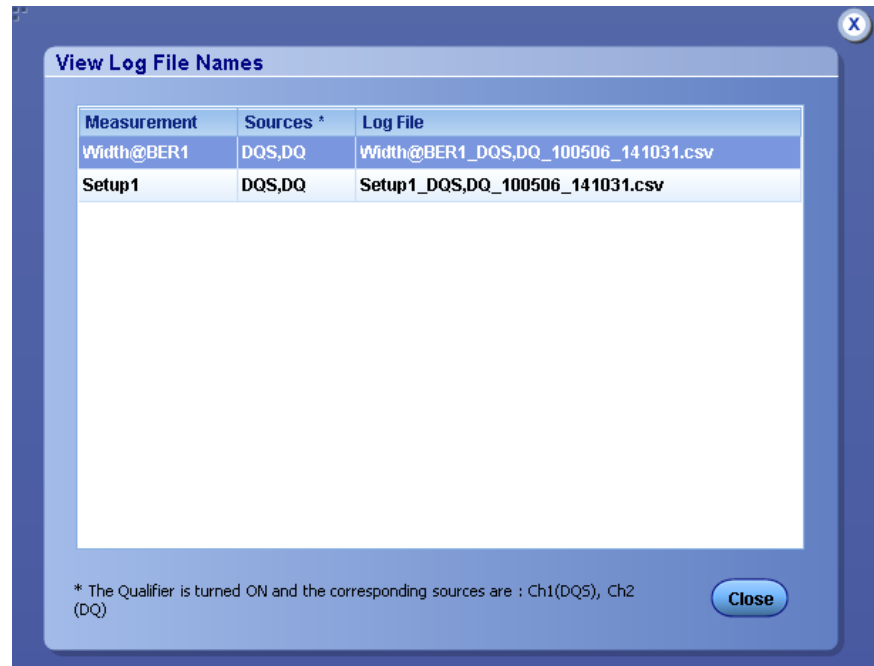 X
View Log File Names
Measurement Sources * Log File
Width@BER1 DQS,DQ Width@BER1_DQS,DQ_100506_141031.csv
Setup1 DQS,DQ Setup1_DQS,DQ_100506_141031.csv
* The Qualifier is turned ON and the corresponding sources are : Ch1(DQS), Ch2
(DQ)
Close